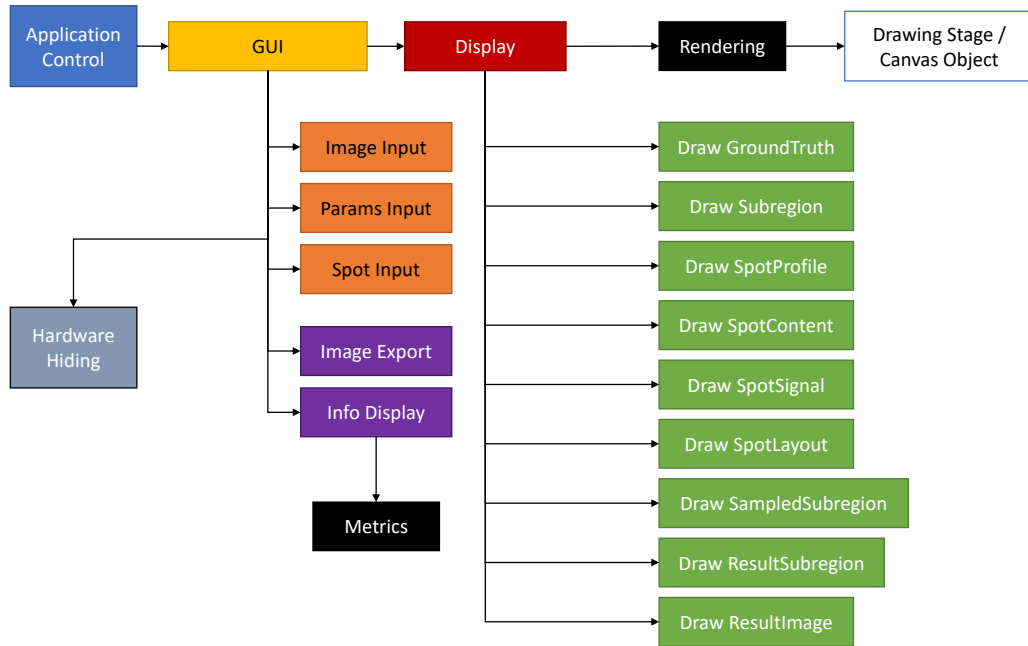 Application
Control
GUI
Display
Rendering
Drawing Stage /
Canvas Object
Image Input
Params Input
Spot Input
Hardware
Hiding
Image Export
Info Display
Metrics
Draw GroundTruth
Draw Subregion
Draw SpotProfile
Draw SpotContent
Draw SpotSignal
Draw SpotLayout
Draw SampledSubregion
Draw ResultSubregion
Draw ResultImage